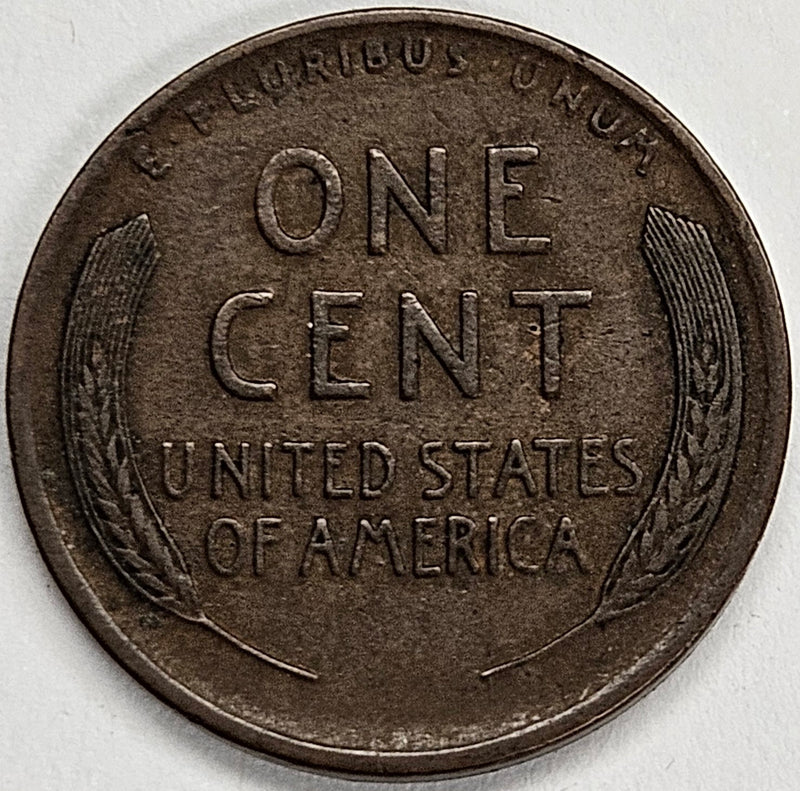 E · PLURIBUS · UNUM
ONE
CENT
UNITED STATES
OF AMERICA